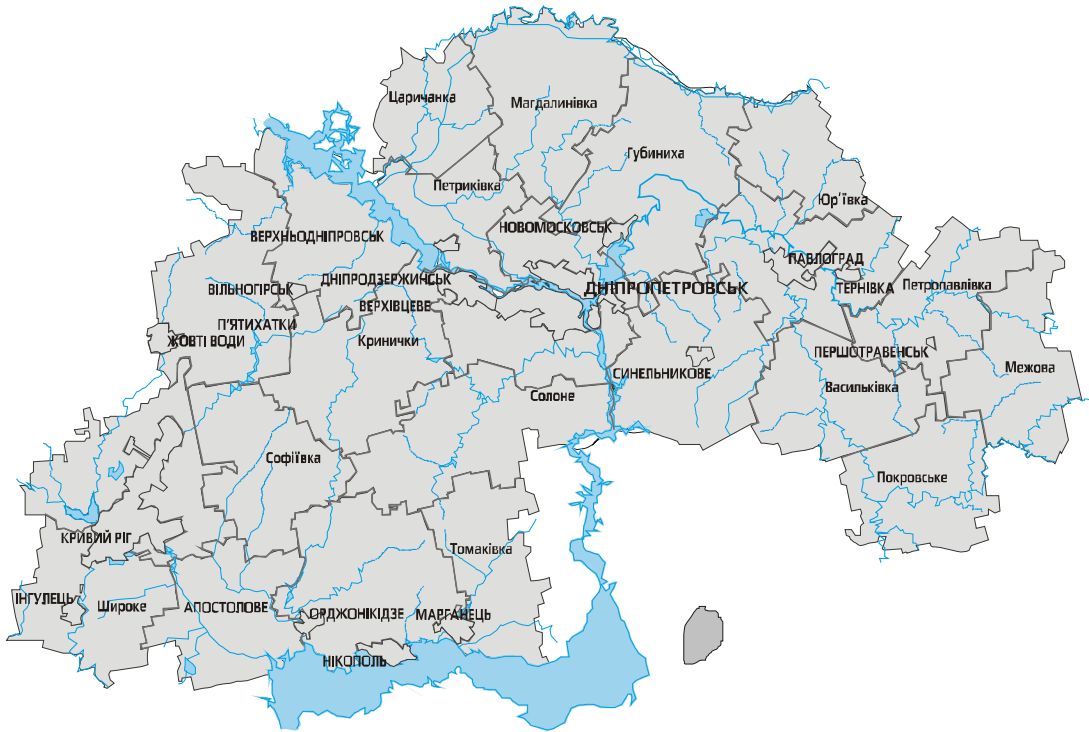 Царичанка
Магдалинівка
Губиниха
Петриківка
Юр'ївка
НОВОМОСКОВСЬК
ВЕРХНЬОДНІПРОВСЬК
ПАВЛОГРАД
ДНІПРОДЗЕРЖИНСЬК
ВІЛЬНОГІРСЬК
ДНІПРОПЕТРОВСЬК
ТЕРНІВКА
Петропавлівка
ВЕРХІВЦЕВЕ
П'ЯТИХАТКИ
ЖОВТІ ВОДИ
Кринички
ПЕРШОТРАВЕНСЬК
Межова
СИНЕЛЬНИКОВЕ
Васильківка
Солоне
Софіївка
Покровське
КРИВИЙ РІГ
Томаківка
ІНГУЛЕЦЬ
Широке
АПОСТОЛОВЕ
ОРДЖОНІКІДЗЕ
МАРГАНЕЦЬ
НІКОПОЛЬ